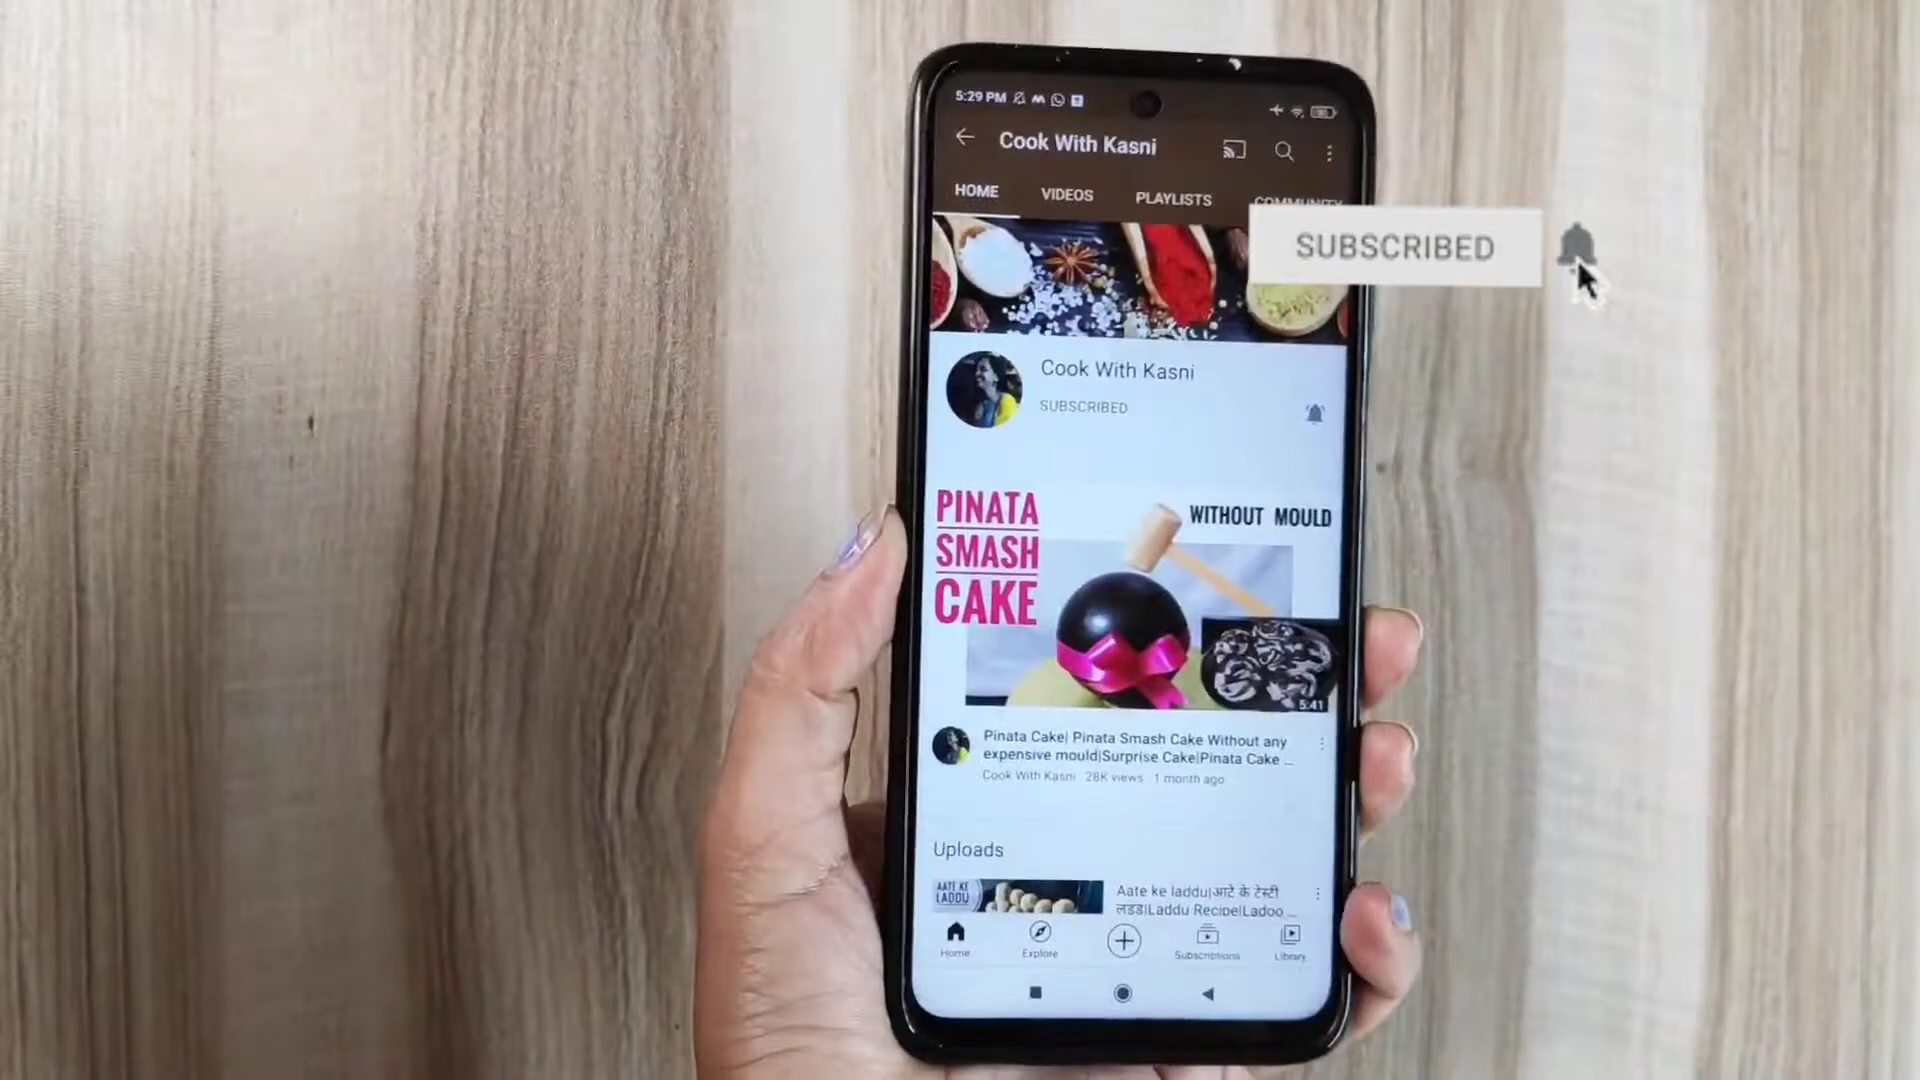 5:29 PM
Cook With Kasni
HOME VIDEOS PLAYLISTS COMMUNITY
SUBSCRIBED
Cook With Kasni
SUBSCRIBED
PINATA
SMASH
CAKE
WITHOUT MOULD
5:41
Pinata Cake| Pinata Smash Cake Without any
expensive mould|Surprise Cake|Pinata Cake ...
Cook With Kasni · 28K views · 1 month ago
Uploads
AATE KE
LADDU
Aate ke laddu|आटे के टेस्टी
लड्डू|Laddu Recipe|Ladoo ...
Home Explore Subscriptions Library